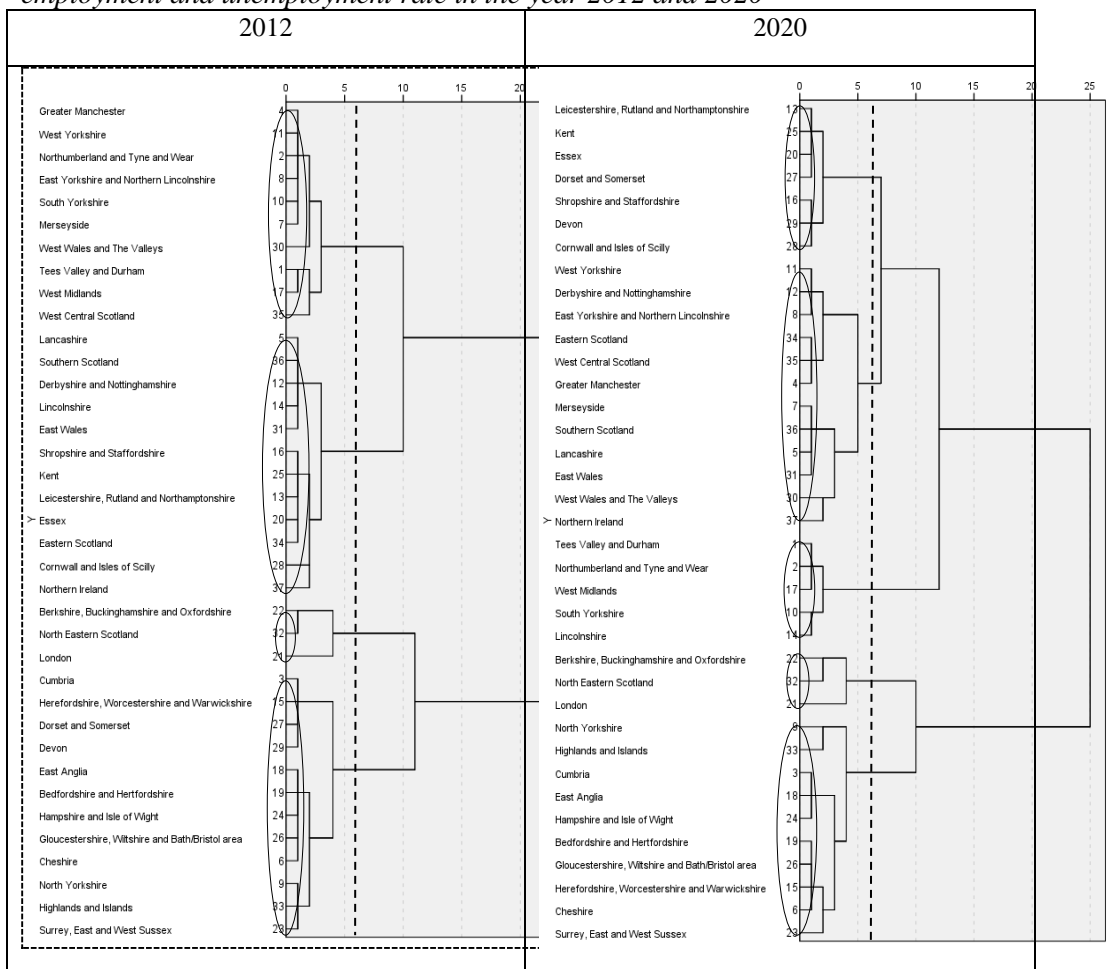 employment and unemployment rate in the year 2012 and 2020
2012
0 5 10 15 20
Greater Manchester 4
West Yorkshire 11
Northumberland and Tyne and Wear 2
East Yorkshire and Northern Lincolnshire 8
South Yorkshire 10
Merseyside 7
West Wales and The Valleys 30
Tees Valley and Durham 1
West Midlands 17
West Central Scotland 35
Lancashire 5
Southern Scotland 36
Derbyshire and Nottinghamshire 12
Lincolnshire 14
East Wales 31
Shropshire and Staffordshire 16
Kent 25
Leicestershire, Rutland and Northamptonshire 13
Y Essex 20
Eastern Scotland 34
Cornwall and Isles of Scilly 28
Northern Ireland 37
Berkshire, Buckinghamshire and Oxfordshire 22
North Eastern Scotland 32
London 21
Cumbria 3
Herefordshire, Worcestershire and Warwickshire 15
Dorset and Somerset 27
Devon 29
East Anglia 18
Bedfordshire and Hertfordshire 19
Hampshire and Isle of Wight 24
Gloucestershire, Wiltshire and Bath/Bristol area 26
Cheshire 6
North Yorkshire 9
Highlands and Islands 33
Surrey, East and West Sussex 23
2020
0 5 10 15 20 25
Leicestershire, Rutland and Northamptonshire 13
Kent 25
Essex 20
Dorset and Somerset 27
Shropshire and Staffordshire 16
Devon 29
Cornwall and Isles of Scilly 28
West Yorkshire 11
Derbyshire and Nottinghamshire 12
East Yorkshire and Northern Lincolnshire 8
Eastern Scotland 34
West Central Scotland 35
Greater Manchester 4
Merseyside 7
Southern Scotland 36
Lancashire 5
East Wales 31
West Wales and The Valleys 30
Y Northern Ireland 37
Tees Valley and Durham 1
Northumberland and Tyne and Wear 2
West Midlands 17
South Yorkshire 10
Lincolnshire 14
Berkshire, Buckinghamshire and Oxfordshire 22
North Eastern Scotland 32
London 21
North Yorkshire 9
Highlands and Islands 33
Cumbria 3
East Anglia 18
Hampshire and Isle of Wight 24
Bedfordshire and Hertfordshire 19
Gloucestershire, Wiltshire and Bath/Bristol area 26
Herefordshire, Worcestershire and Warwickshire 15
Cheshire 6
Surrey, East and West Sussex 23